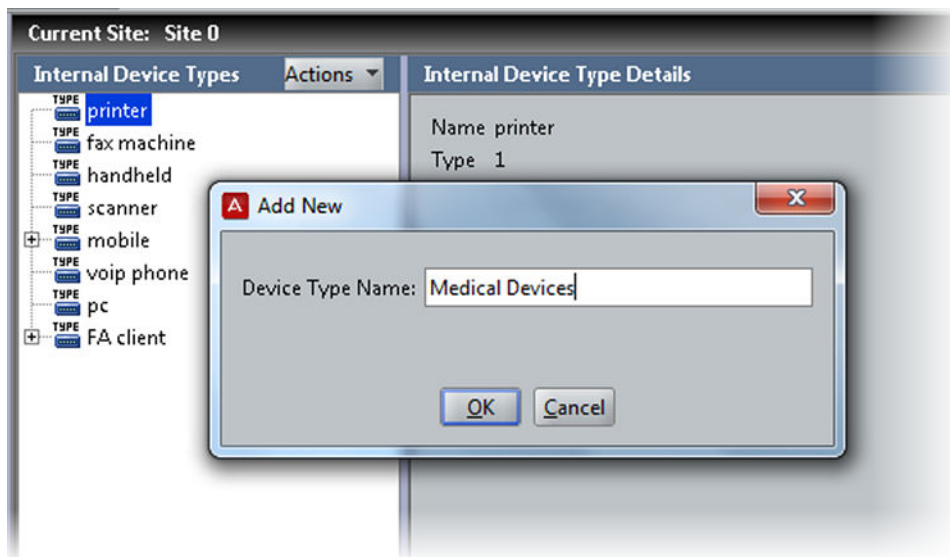 Current Site: Site 0
Internal Device Types Actions
Internal Device Type Details
TYPE printer
TYPE fax machine
TYPE handheld
TYPE scanner
TYPE mobile
TYPE voip phone
TYPE pc
TYPE FA client
Name printer
Type 1
A Add New
Device Type Name: Medical Devices
OK Cancel